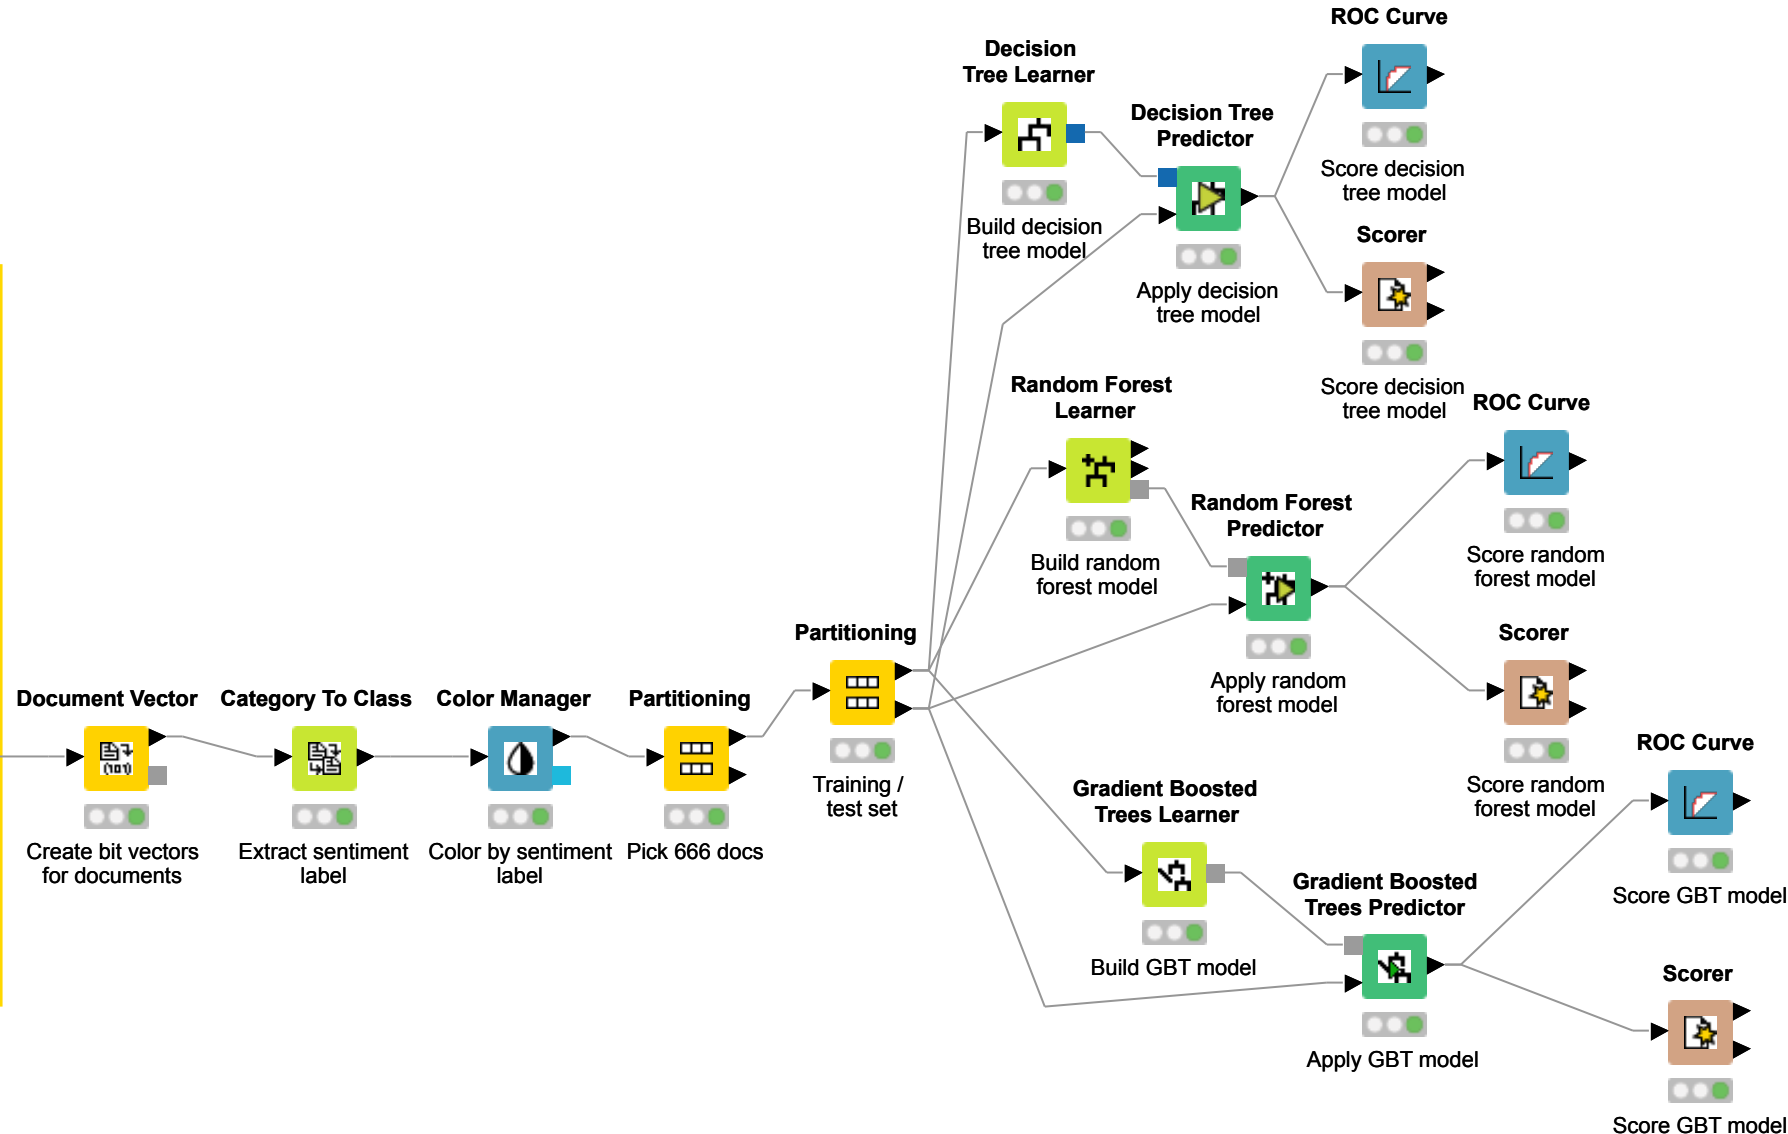 Document Vector
Create bit vectors
for documents
Category To Class
Extract sentiment
label
Color Manager
Color by sentiment
label
Partitioning
Pick 666 docs
Partitioning
Training /
test set
Decision
Tree Learner
Build decision
tree model
Decision Tree
Predictor
Apply decision
tree model
ROC Curve
Score decision
tree model
Scorer
Score decision
tree model
Random Forest
Learner
Build random
forest model
Random Forest
Predictor
Apply random
forest model
ROC Curve
Score random
forest model
Scorer
Score random
forest model
Gradient Boosted
Trees Learner
Build GBT model
Gradient Boosted
Trees Predictor
Apply GBT model
ROC Curve
Score GBT model
Scorer
Score GBT model